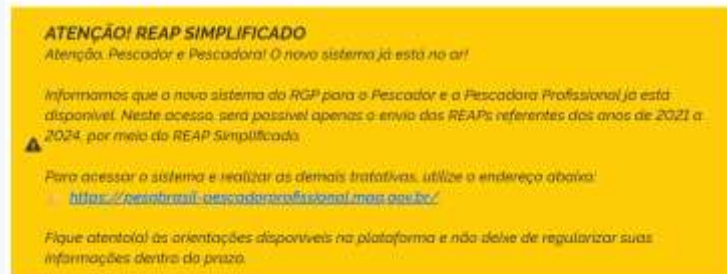 ATENÇÃO! REAP SIMPLIFICADO
Atenção, Pescador e Pescadora! O novo sistema já está no ar!
Informamos que o novo sistema do RGP para o Pescador e a Pescadora Profissional já está
disponível. Neste acesso, será possível apenas o envio dos REAPs referentes aos anos de 2021 a
2024, por meio do REAP Simplificado.
Para acessar o sistema e realizar as demais tratativas, utilize o endereço abaixo:
https://pesqbrasil-pescadorprofissional.mpa.gov.br/
Fique atento(a) às orientações disponíveis na plataforma e não deixe de regularizar suas
informações dentro do prazo.